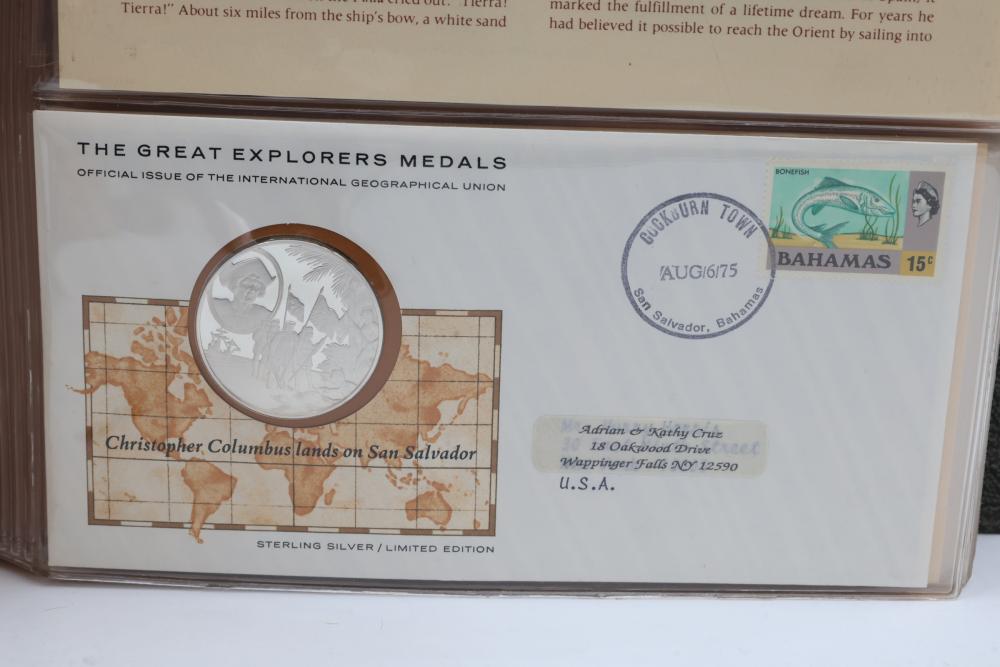 Tierra!" About six miles from the ship's bow, a white sand
marked the fulfillment of a lifetime dream. For years he
had believed it possible to reach the Orient by sailing into
THE GREAT EXPLORERS MEDALS
OFFICIAL ISSUE OF THE INTERNATIONAL GEOGRAPHICAL UNION
Christopher Columbus lands on San Salvador
STERLING SILVER / LIMITED EDITION
COCKBURN TOWN
AUG/6/75
San Salvador, Bahamas
BONEFISH
BAHAMAS 15c
Adrian & Kathy Cruz
18 Oakwood Drive
Wappinger Falls NY 12590
U.S.A.